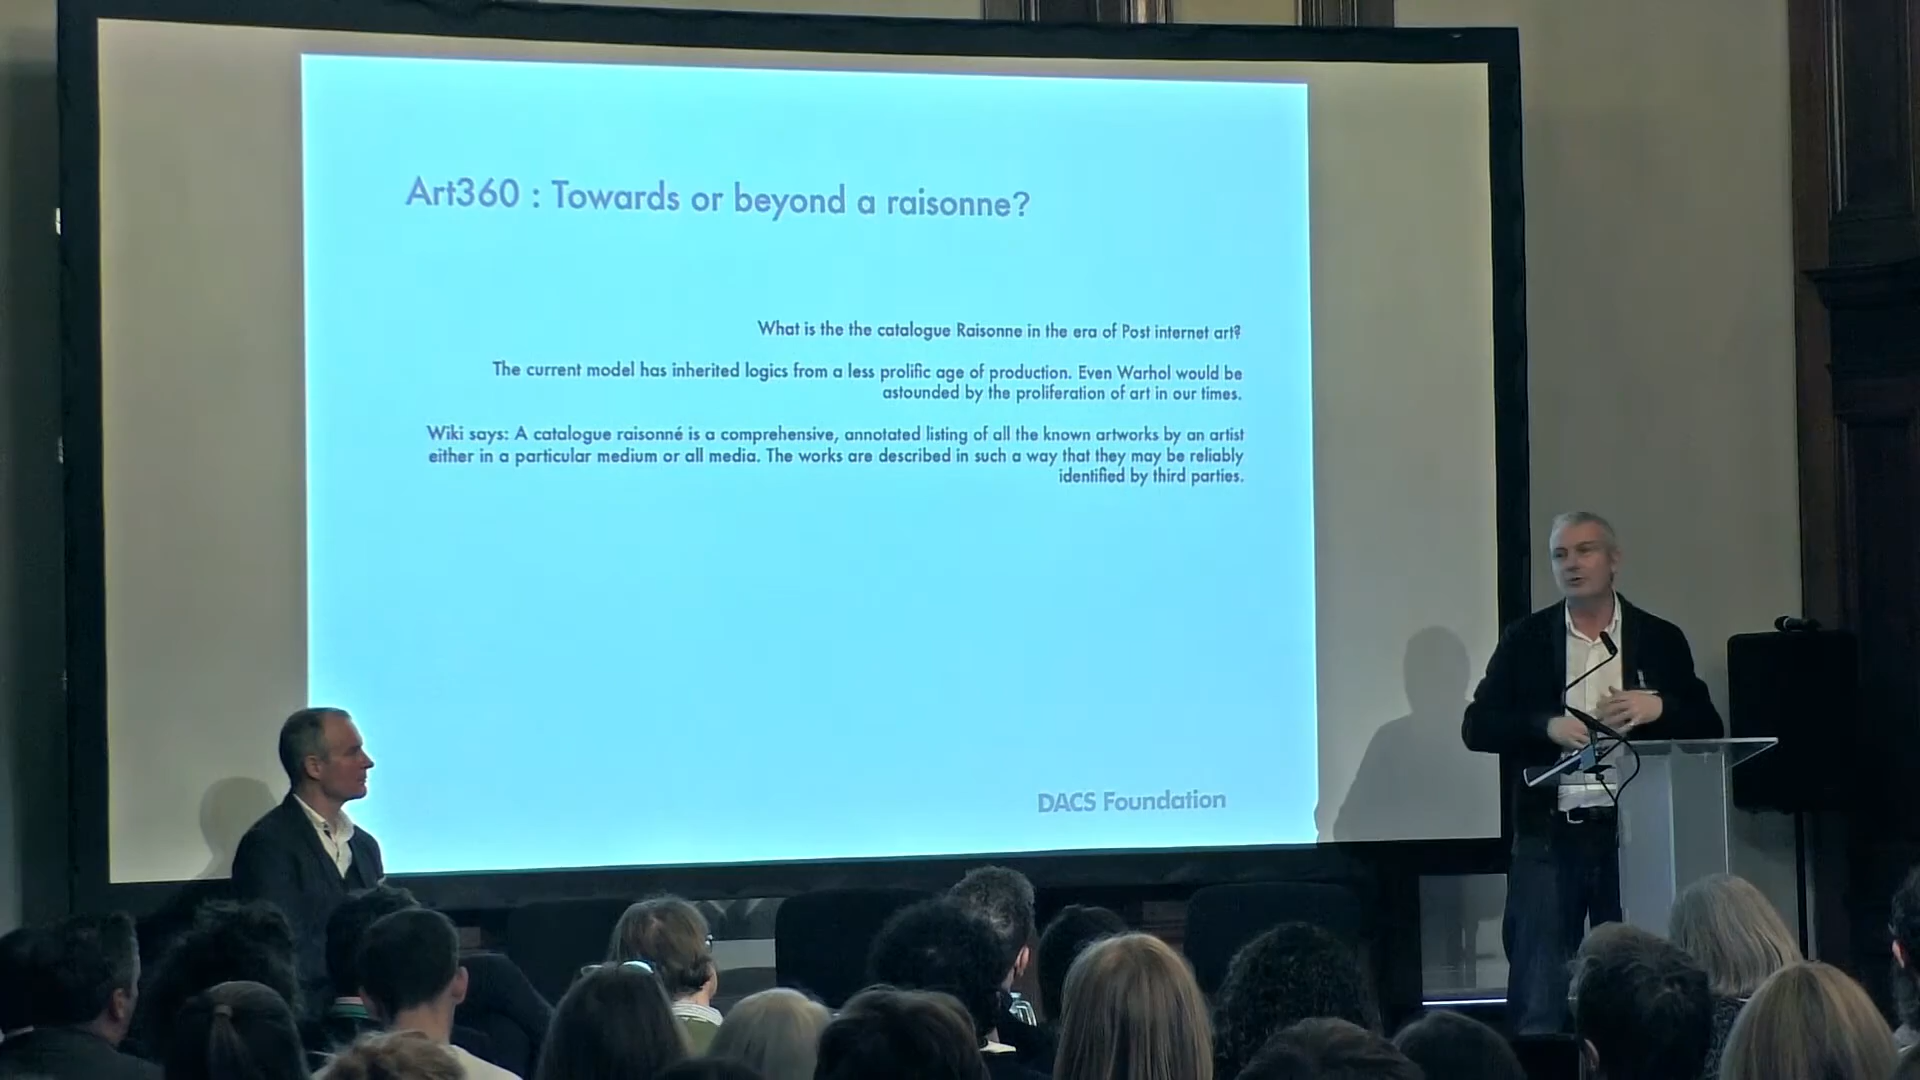 Art360 : Towards or beyond a raisonne?
What is the the catalogue Raisonne in the era of Post internet art?
The current model has inherited logics from a less prolific age of production. Even Warhol would be
astounded by the proliferation of art in our times.
Wiki says: A catalogue raisonné is a comprehensive, annotated listing of all the known artworks by an artist
either in a particular medium or all media. The works are described in such a way that they may be reliably
identified by third parties.
DACS Foundation